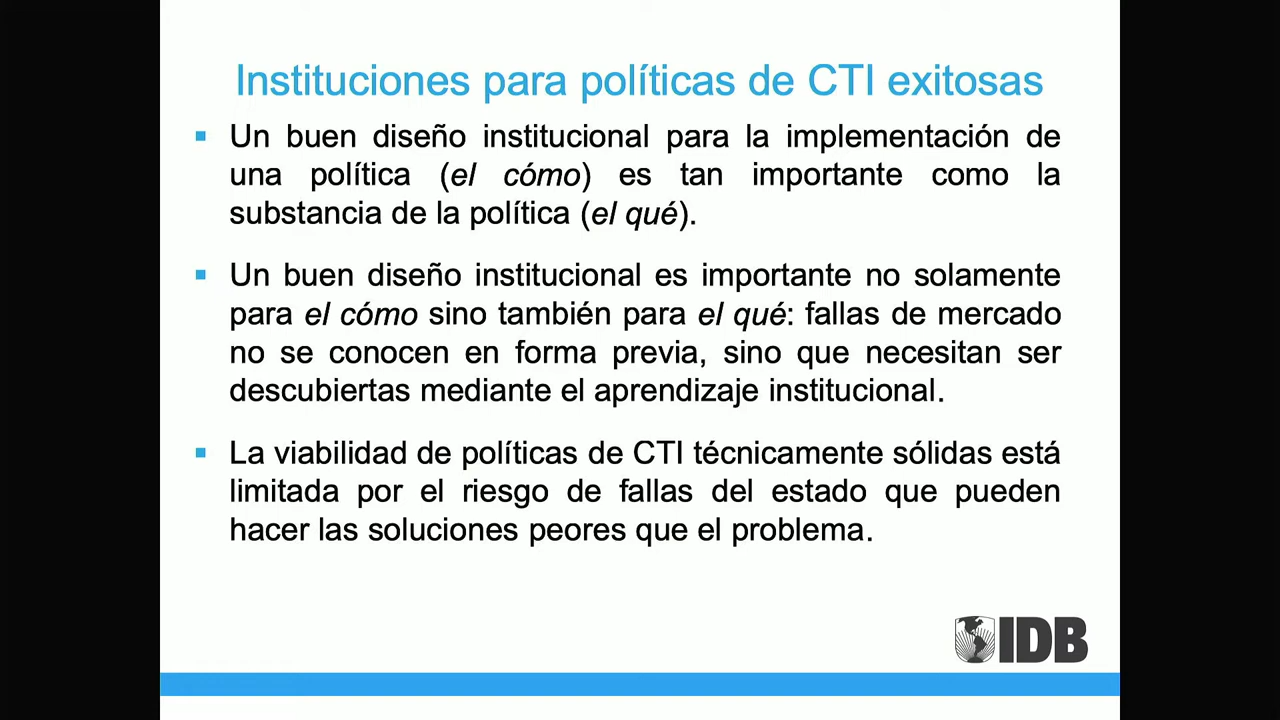 Instituciones para políticas de CTI exitosas
Un buen diseño institucional para la implementación de
una política (el cómo) es tan importante como la
substancia de la política (el qué).
Un buen diseño institucional es importante no solamente
para el cómo sino también para el qué: fallas de mercado
no se conocen en forma previa, sino que necesitan ser
descubiertas mediante el aprendizaje institucional.
La viabilidad de políticas de CTI técnicamente sólidas está
limitada por el riesgo de fallas del estado que pueden
hacer las soluciones peores que el problema.
IDB